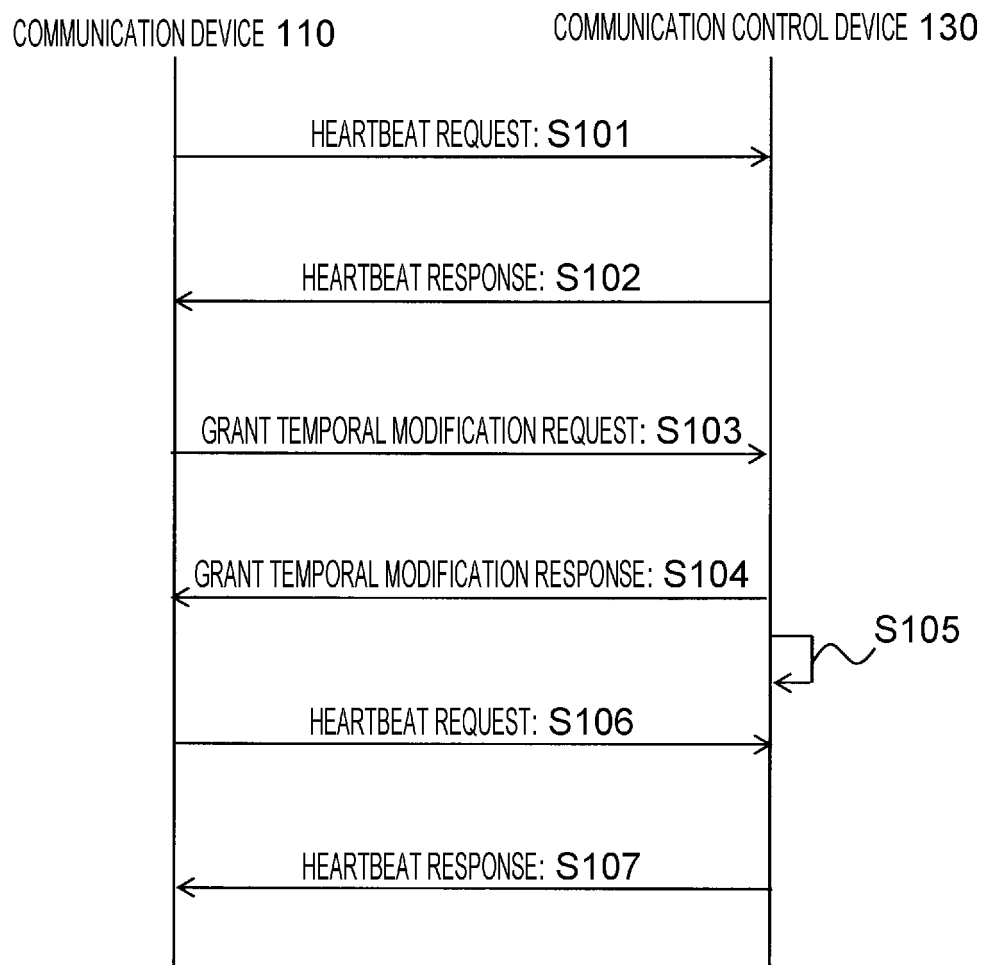 COMMUNICATION DEVICE 110
COMMUNICATION CONTROL DEVICE 130
HEARTBEAT REQUEST: S101
HEARTBEAT RESPONSE: S102
GRANT TEMPORAL MODIFICATION REQUEST: S103
GRANT TEMPORAL MODIFICATION RESPONSE: S104
S105
HEARTBEAT REQUEST: S106
HEARTBEAT RESPONSE: S107